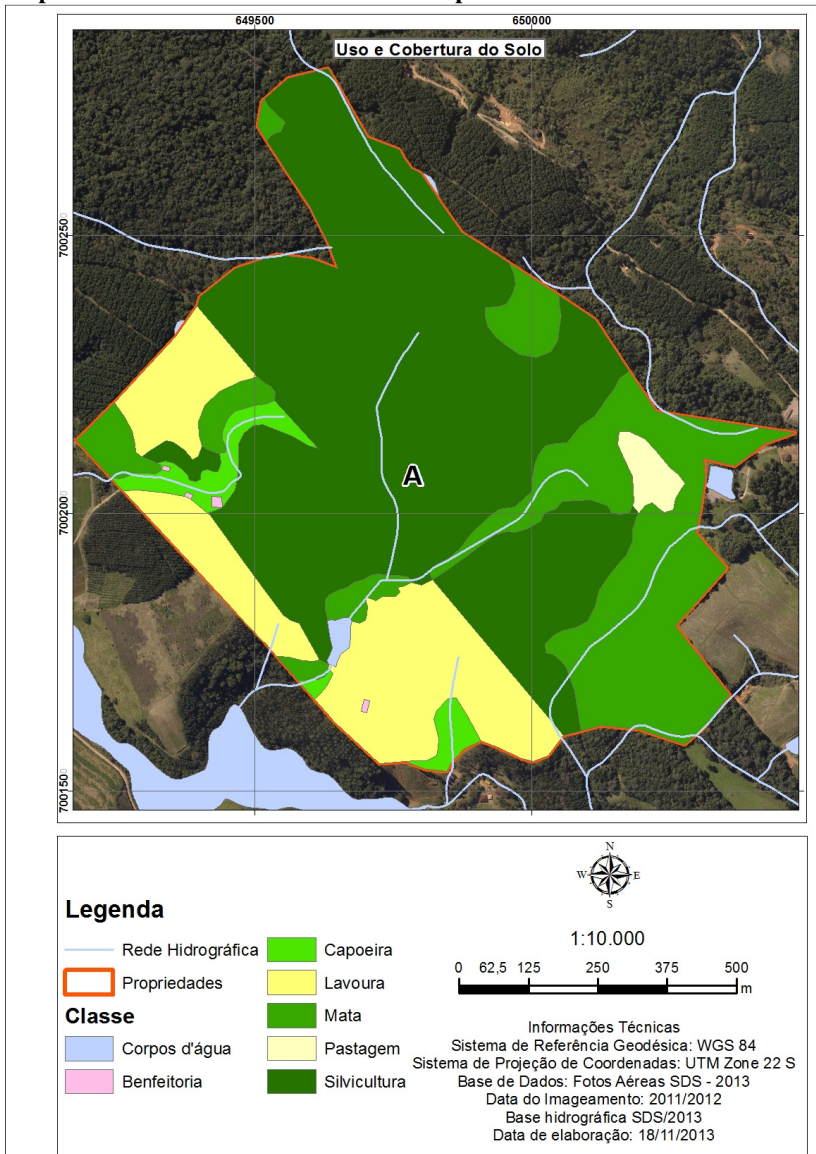 649500 650000
Uso e Cobertura do Solo
7002500
7002000
7001500
A
Legenda
Rede Hidrográfica
Propriedades
Classe
Corpos d'água
Benfeitoria
Capoeira
Lavoura
Mata
Pastagem
Silvicultura
N
W E
S
1:10.000
0 62,5 125 250 375 500
m
Informações Técnicas
Sistema de Referência Geodésica: WGS 84
Sistema de Projeção de Coordenadas: UTM Zone 22 S
Base de Dados: Fotos Aéreas SDS - 2013
Data do Imageamento: 2011/2012
Base hidrográfica SDS/2013
Data de elaboração: 18/11/2013